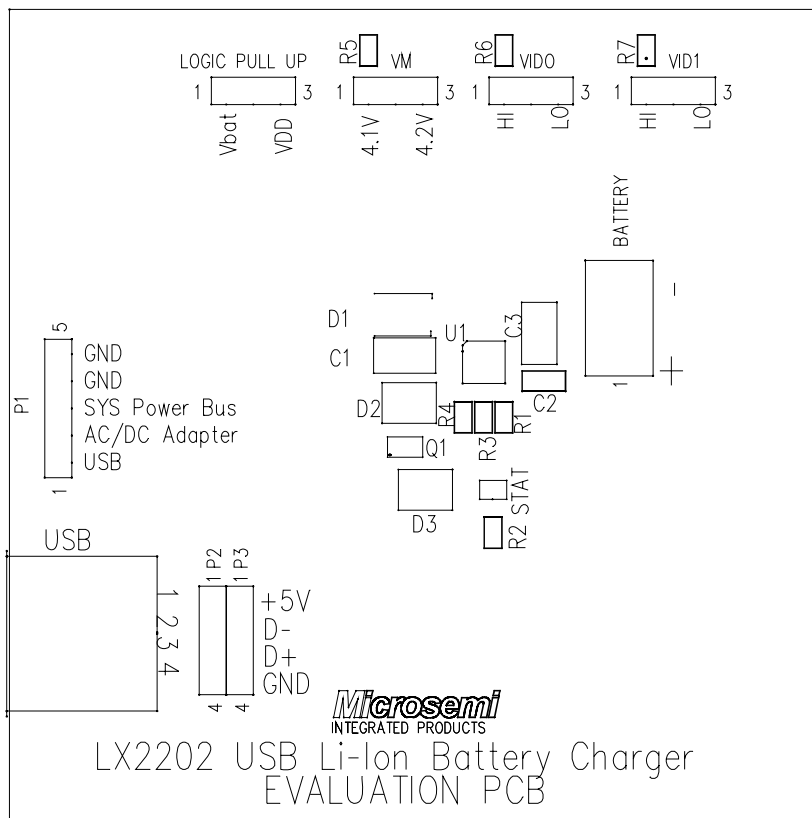 LOGIC PULL UP
R5
VM
R6
VID0
R7
VID1
1
3
1
3
1
3
1
3
Vbat
VDD
4.1V
4.2V
HI
LO
HI
LO
BATTERY
-
+
1
D1
C1
U1
C3
C2
D2
R4
R3
R1
Q1
D3
STAT
R2
P1
5
GND
GND
SYS Power Bus
AC/DC Adapter
USB
1
USB
1
2
3
4
1 P2
1 P3
4
4
+5V
D-
D+
GND
Microsemi
INTEGRATED PRODUCTS
LX2202 USB Li-Ion Battery Charger
EVALUATION PCB